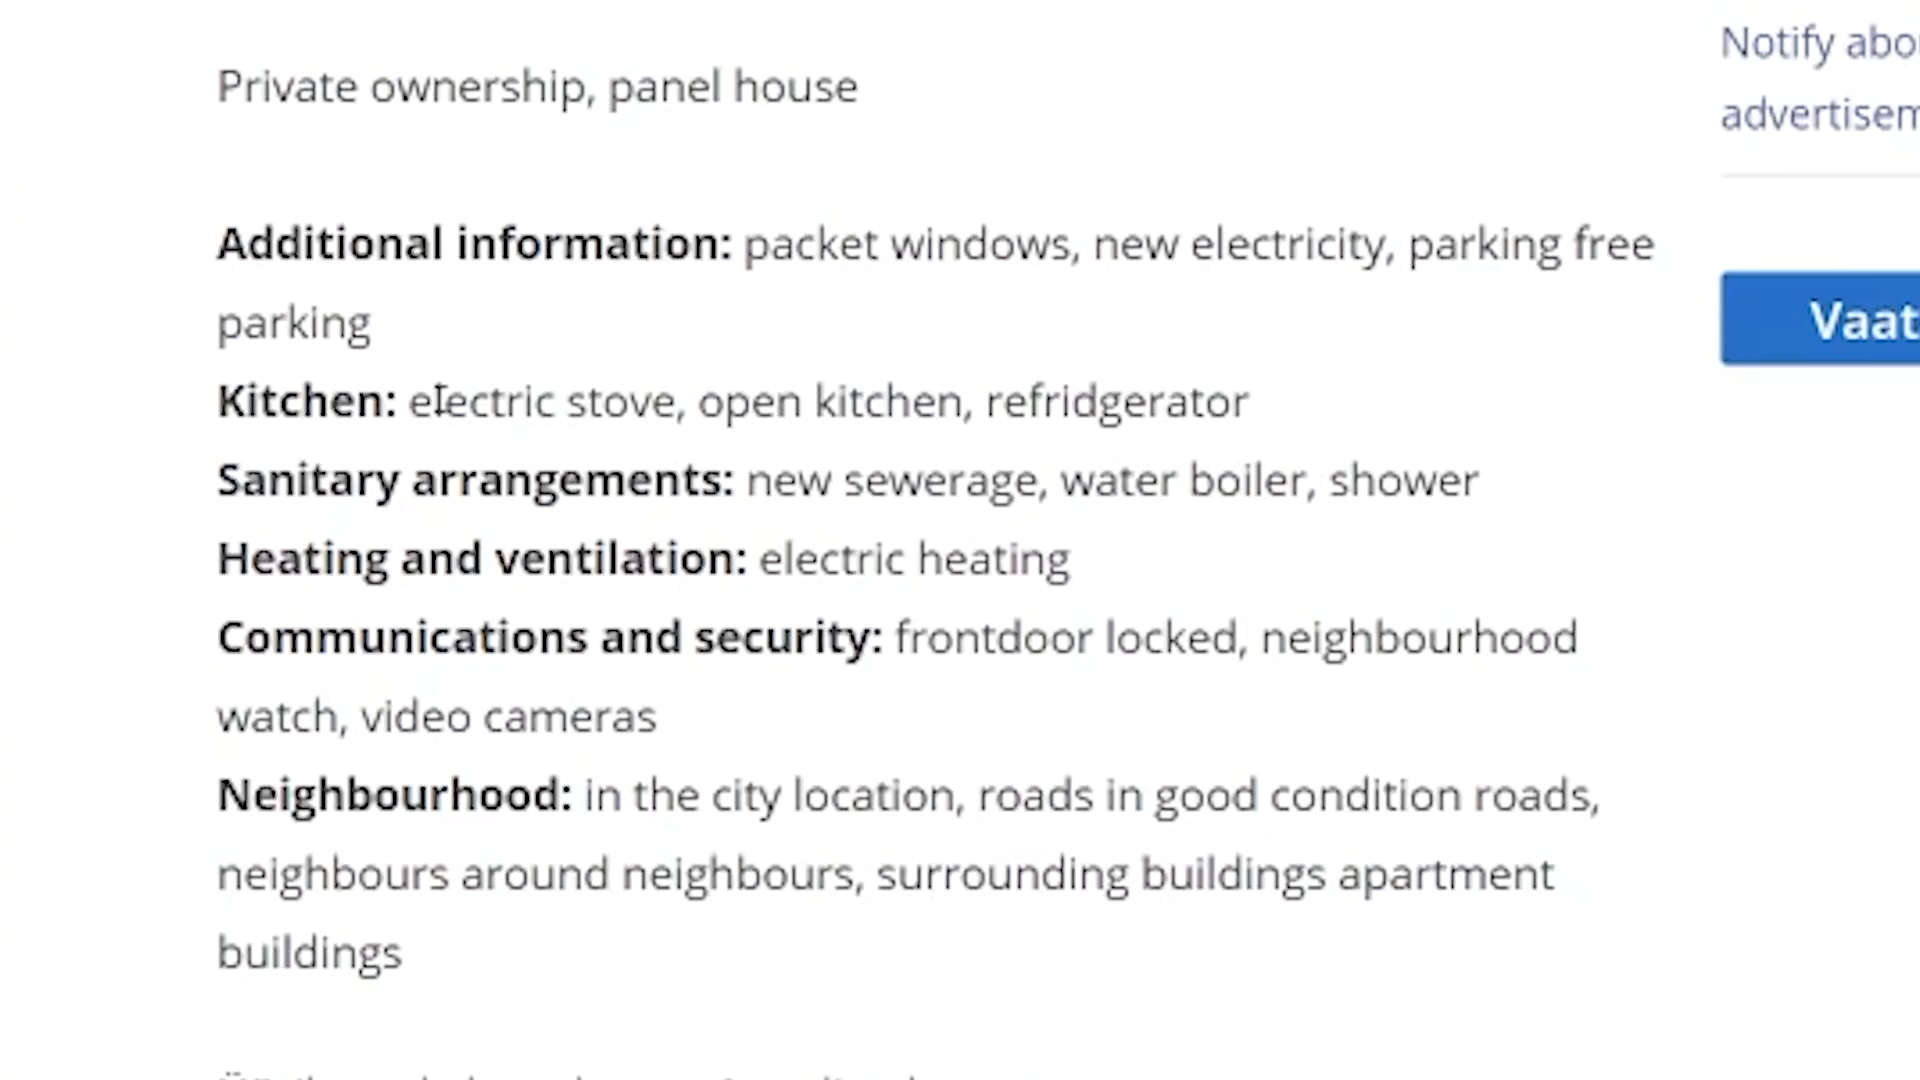 Private ownership, panel house
Additional information: packet windows, new electricity, parking free
parking
Kitchen: electric stove, open kitchen, refridgerator
Sanitary arrangements: new sewerage, water boiler, shower
Heating and ventilation: electric heating
Communications and security: frontdoor locked, neighbourhood
watch, video cameras
Neighbourhood: in the city location, roads in good condition roads,
neighbours around neighbours, surrounding buildings apartment
buildings
Notify abo
advertisem
Vaat